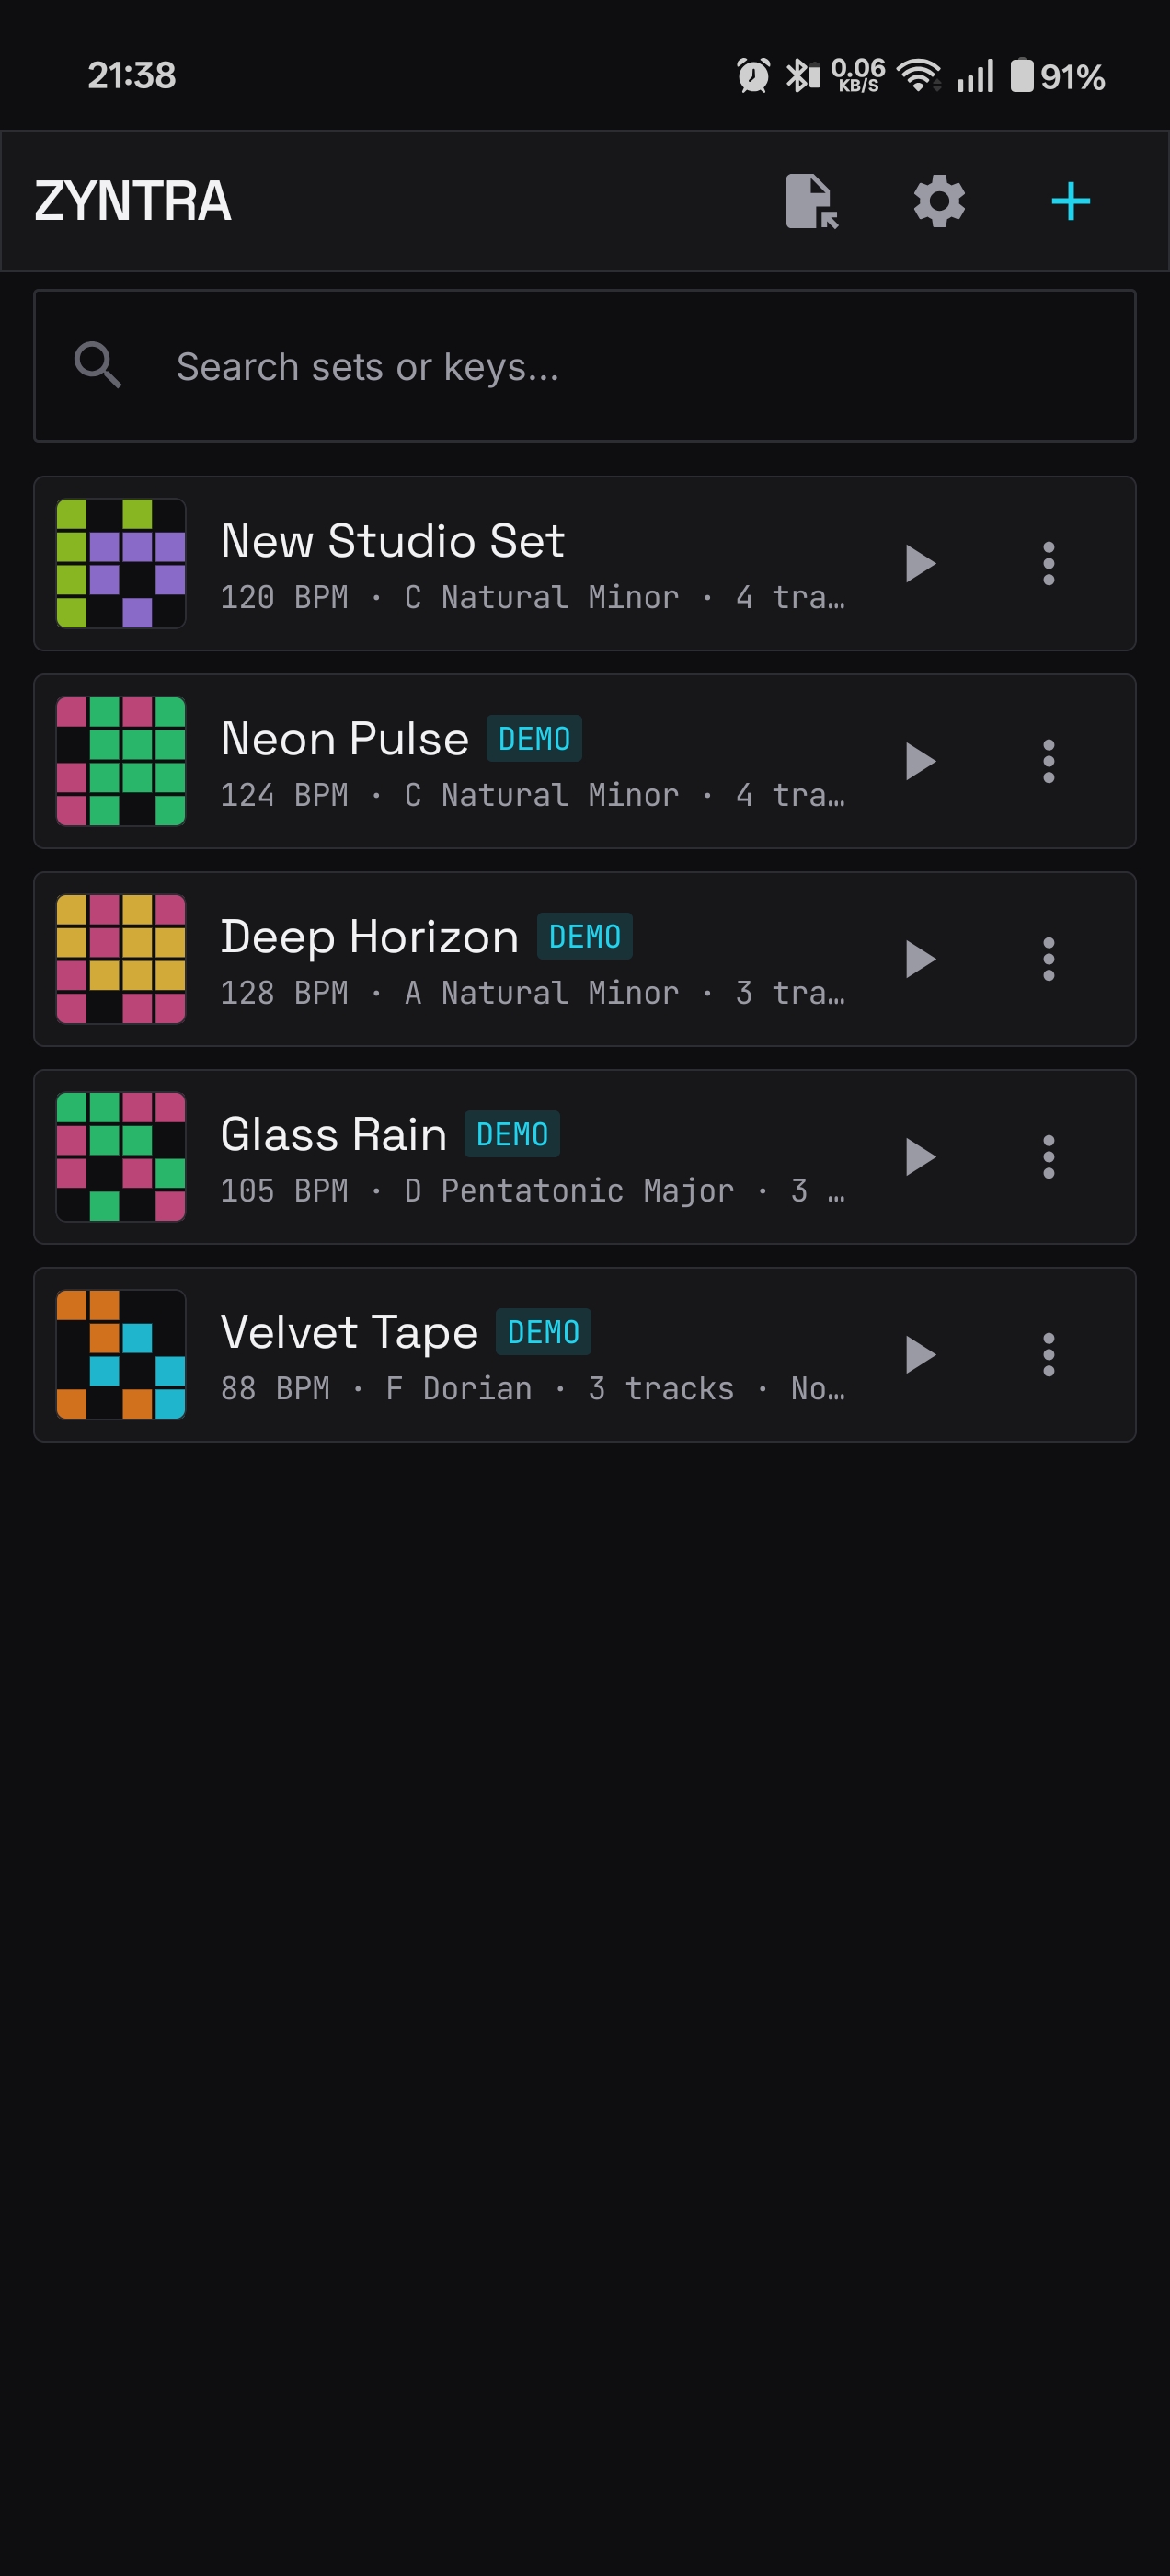 21:38
0.06
KB/S
91%
ZYNTRA
Search sets or keys...
New Studio Set
120 BPM · C Natural Minor · 4 tra…
Neon Pulse DEMO
124 BPM · C Natural Minor · 4 tra…
Deep Horizon DEMO
128 BPM · A Natural Minor · 3 tra…
Glass Rain DEMO
105 BPM · D Pentatonic Major · 3 …
Velvet Tape DEMO
88 BPM · F Dorian · 3 tracks · No…